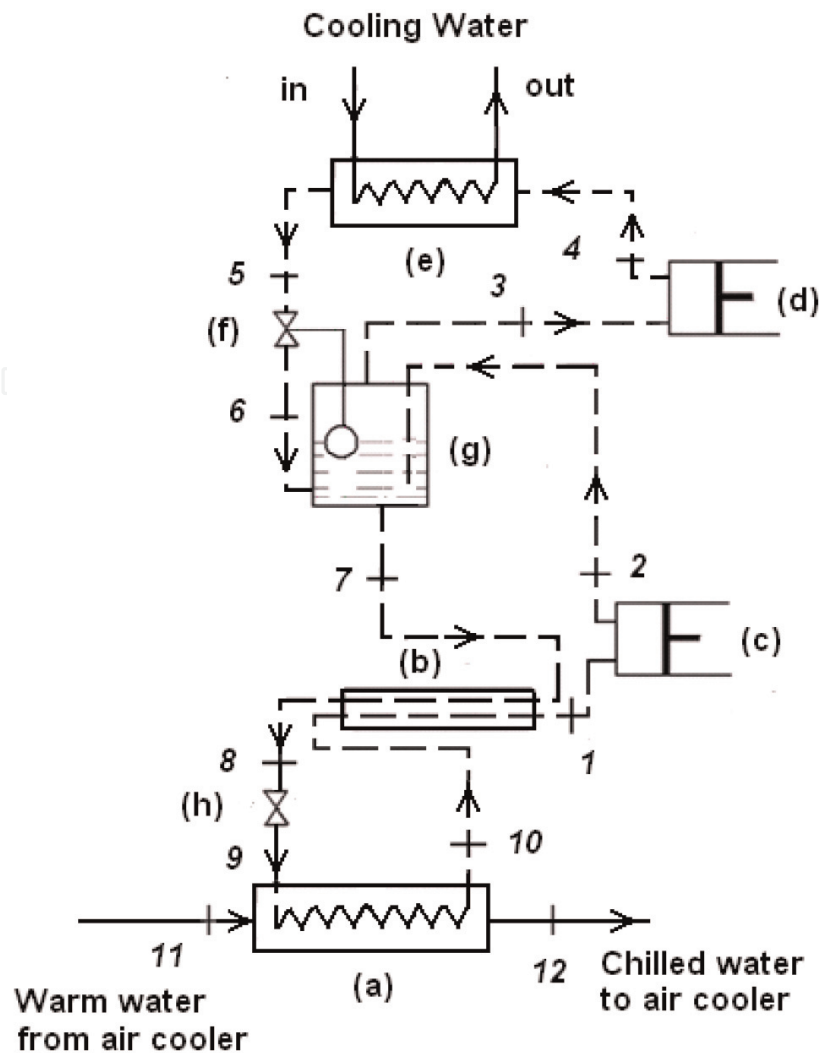 Cooling Water
in
out
(e)
4
5
3
(d)
(f)
6
(g)
7
2
(b)
(c)
8
1
(h)
9
10
11
12
(a)
Warm water
from air cooler
Chilled water
to air cooler